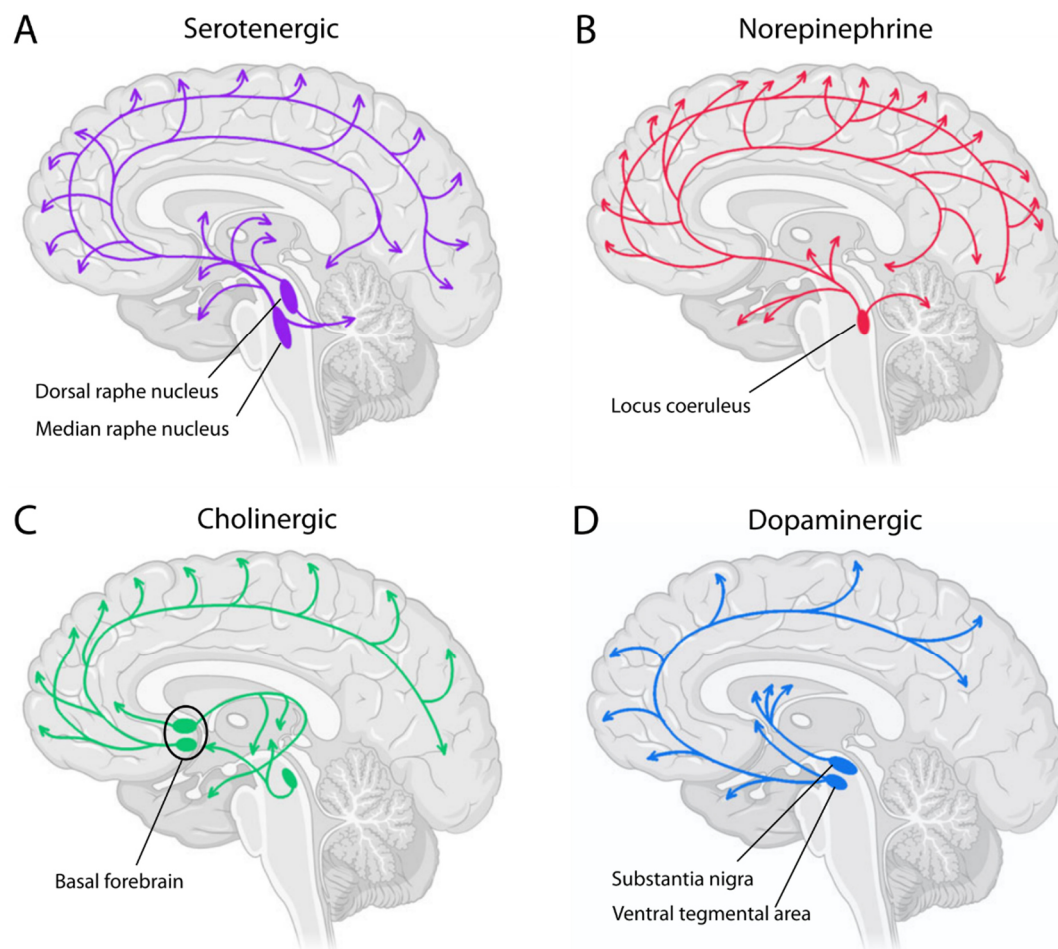 A
Serotenergic
Dorsal raphe nucleus
Median raphe nucleus
B
Norepinephrine
Locus coeruleus
C
Cholinergic
Basal forebrain
D
Dopaminergic
Substantia nigra
Ventral tegmental area